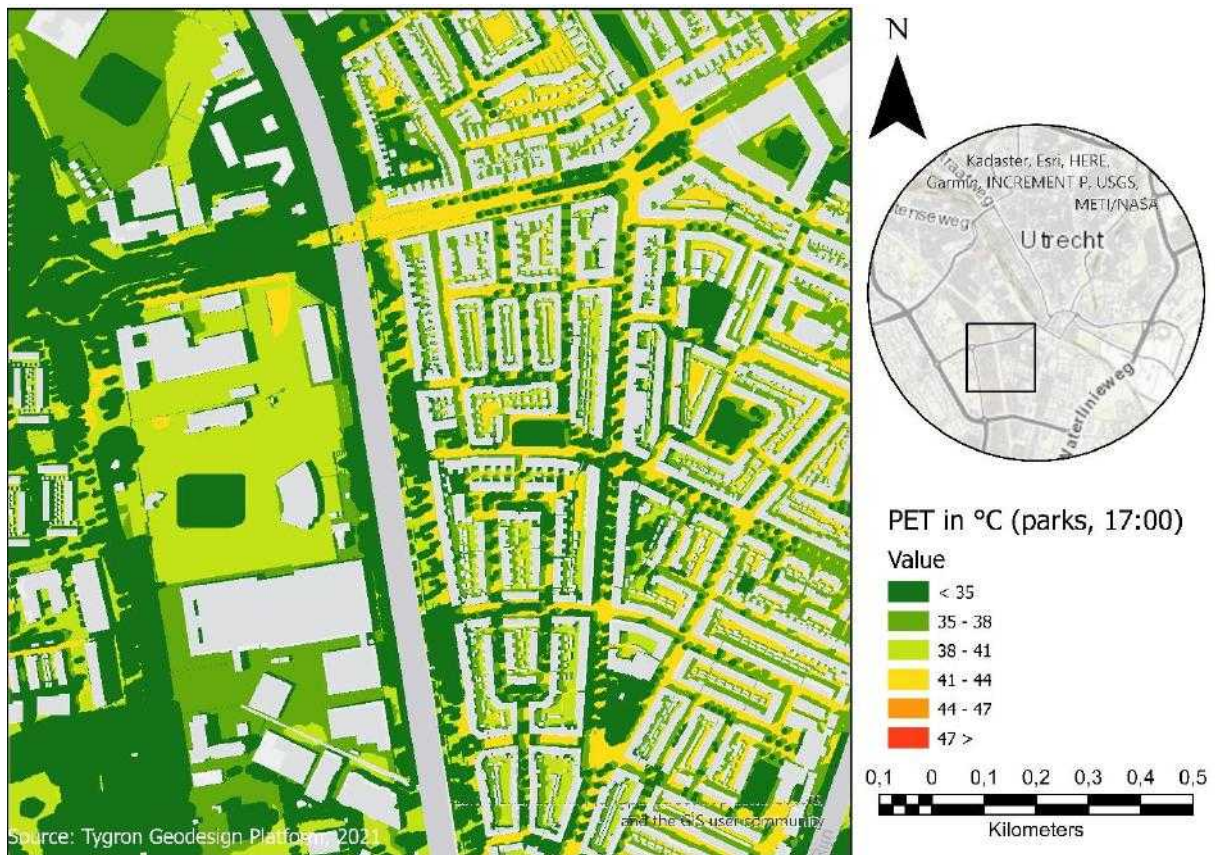 N
Kadaster, Esri, HERE,
Garmin, INCREMENT P, USGS,
METI/NASA
Utrecht
Waterlinieweg
PET in °C (parks, 17:00)
Value
< 35
35 - 38
38 - 41
41 - 44
44 - 47
47 >
0,1 0 0,1 0,2 0,3 0,4 0,5
Kilometers
and the GIS user community
Source: Tygron Geodesign Platform, 2021